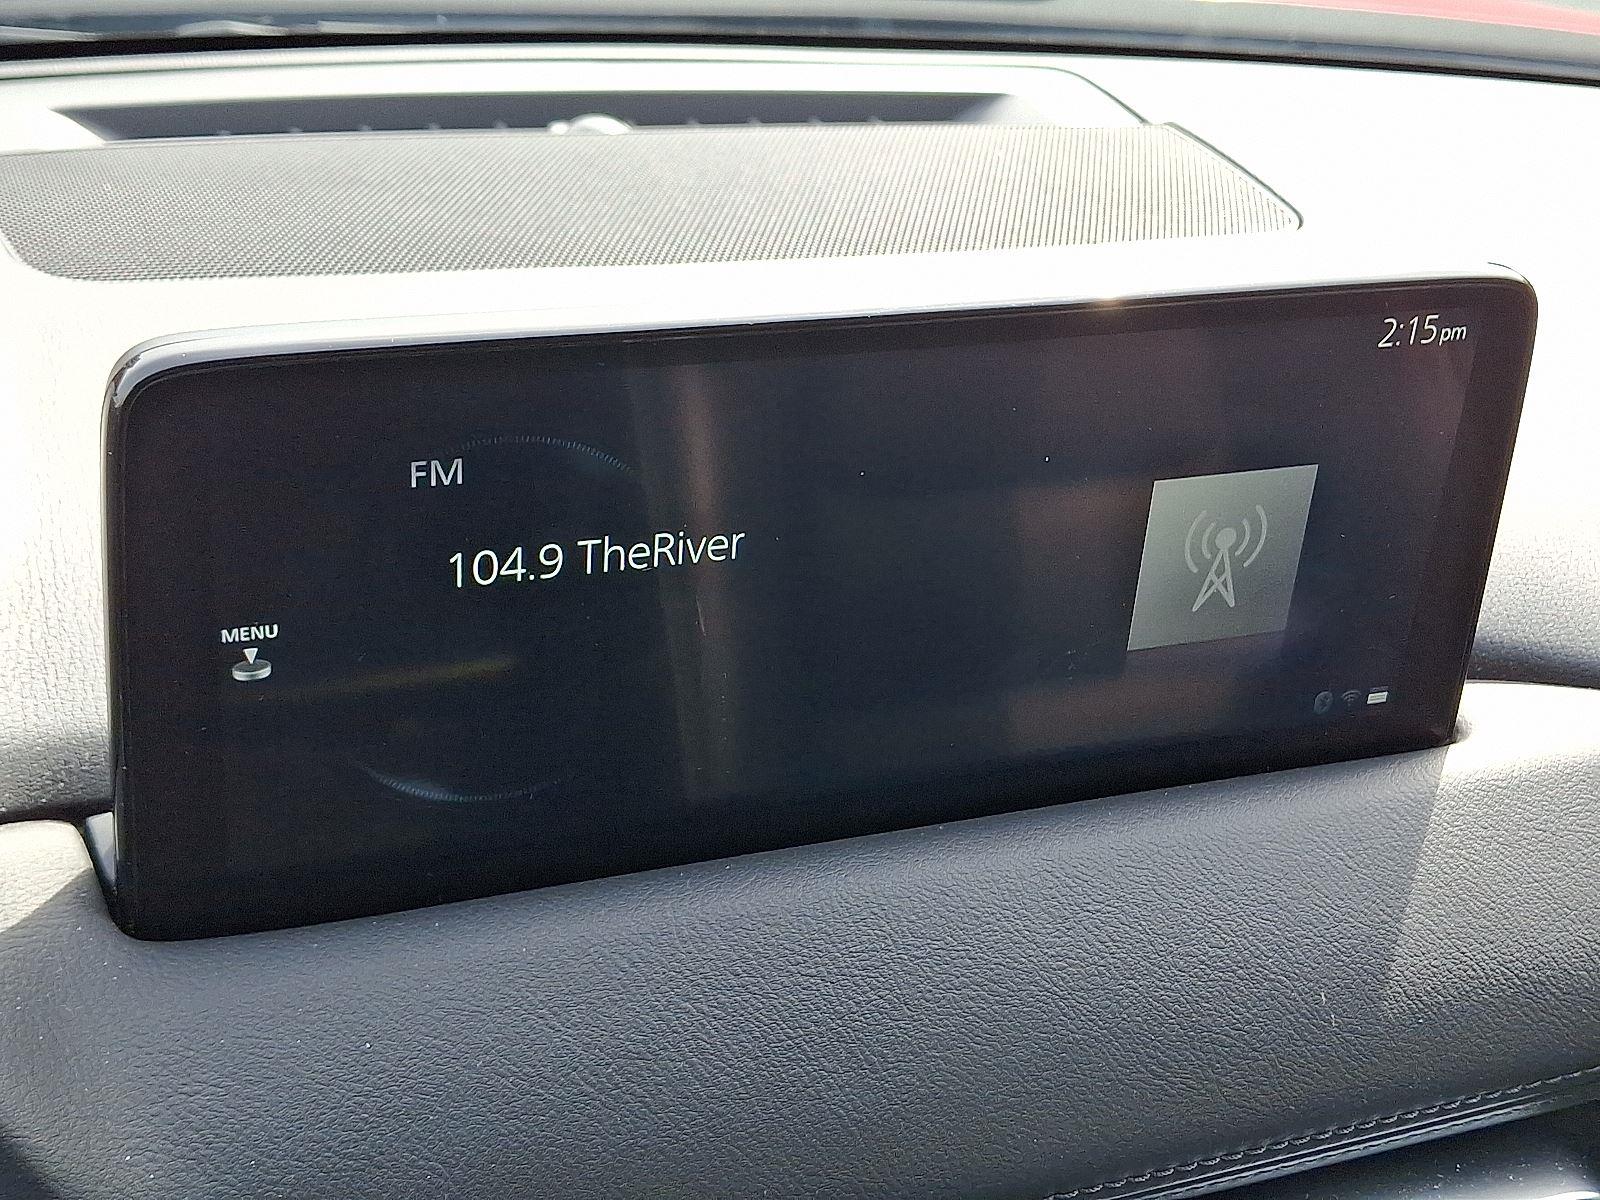 2:15pm
FM
104.9 TheRiver
MENU